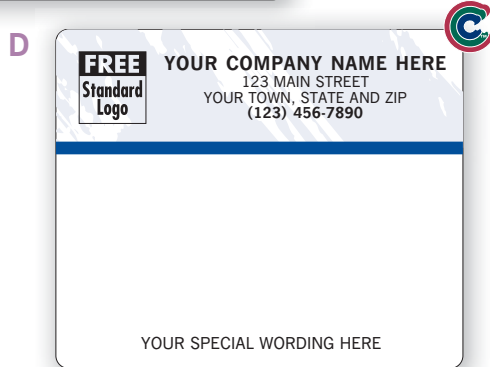 D
C
FREE
Standard
Logo
YOUR COMPANY NAME HERE
123 MAIN STREET
YOUR TOWN, STATE AND ZIP
(123) 456-7890
YOUR SPECIAL WORDING HERE